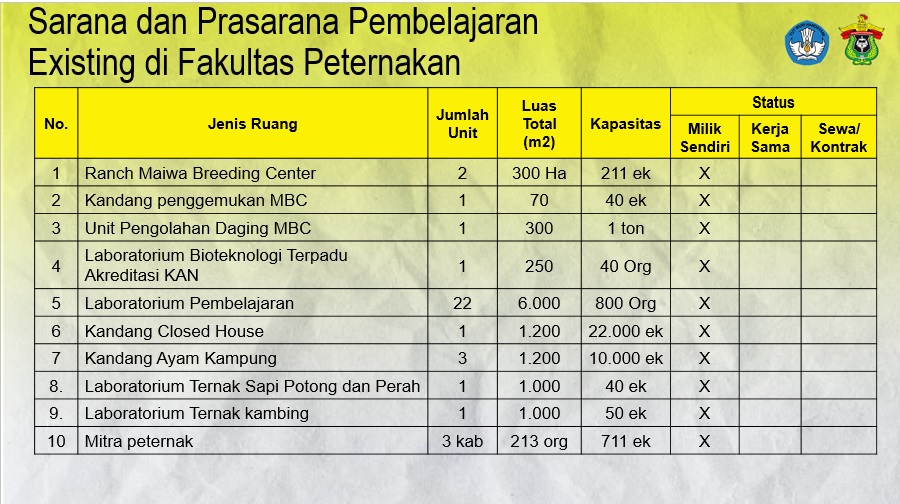 Sarana dan Prasarana Pembelajaran
Existing di Fakultas Peternakan
No. Jenis Ruang Jumlah Unit Luas Total (m2) Kapasitas Status
Milik Sendiri Kerja Sama Sewa/ Kontrak
1 Ranch Maiwa Breeding Center 2 300 Ha 211 ek X
2 Kandang penggemukan MBC 1 70 40 ek X
3 Unit Pengolahan Daging MBC 1 300 1 ton X
4 Laboratorium Bioteknologi Terpadu Akreditasi KAN 1 250 40 Org X
5 Laboratorium Pembelajaran 22 6.000 800 Org X
6 Kandang Closed House 1 1.200 22.000 ek X
7 Kandang Ayam Kampung 3 1.200 10.000 ek X
8. Laboratorium Ternak Sapi Potong dan Perah 1 1.000 40 ek X
9. Laboratorium Ternak kambing 1 1.000 50 ek X
10 Mitra peternak 3 kab 213 org 711 ek X